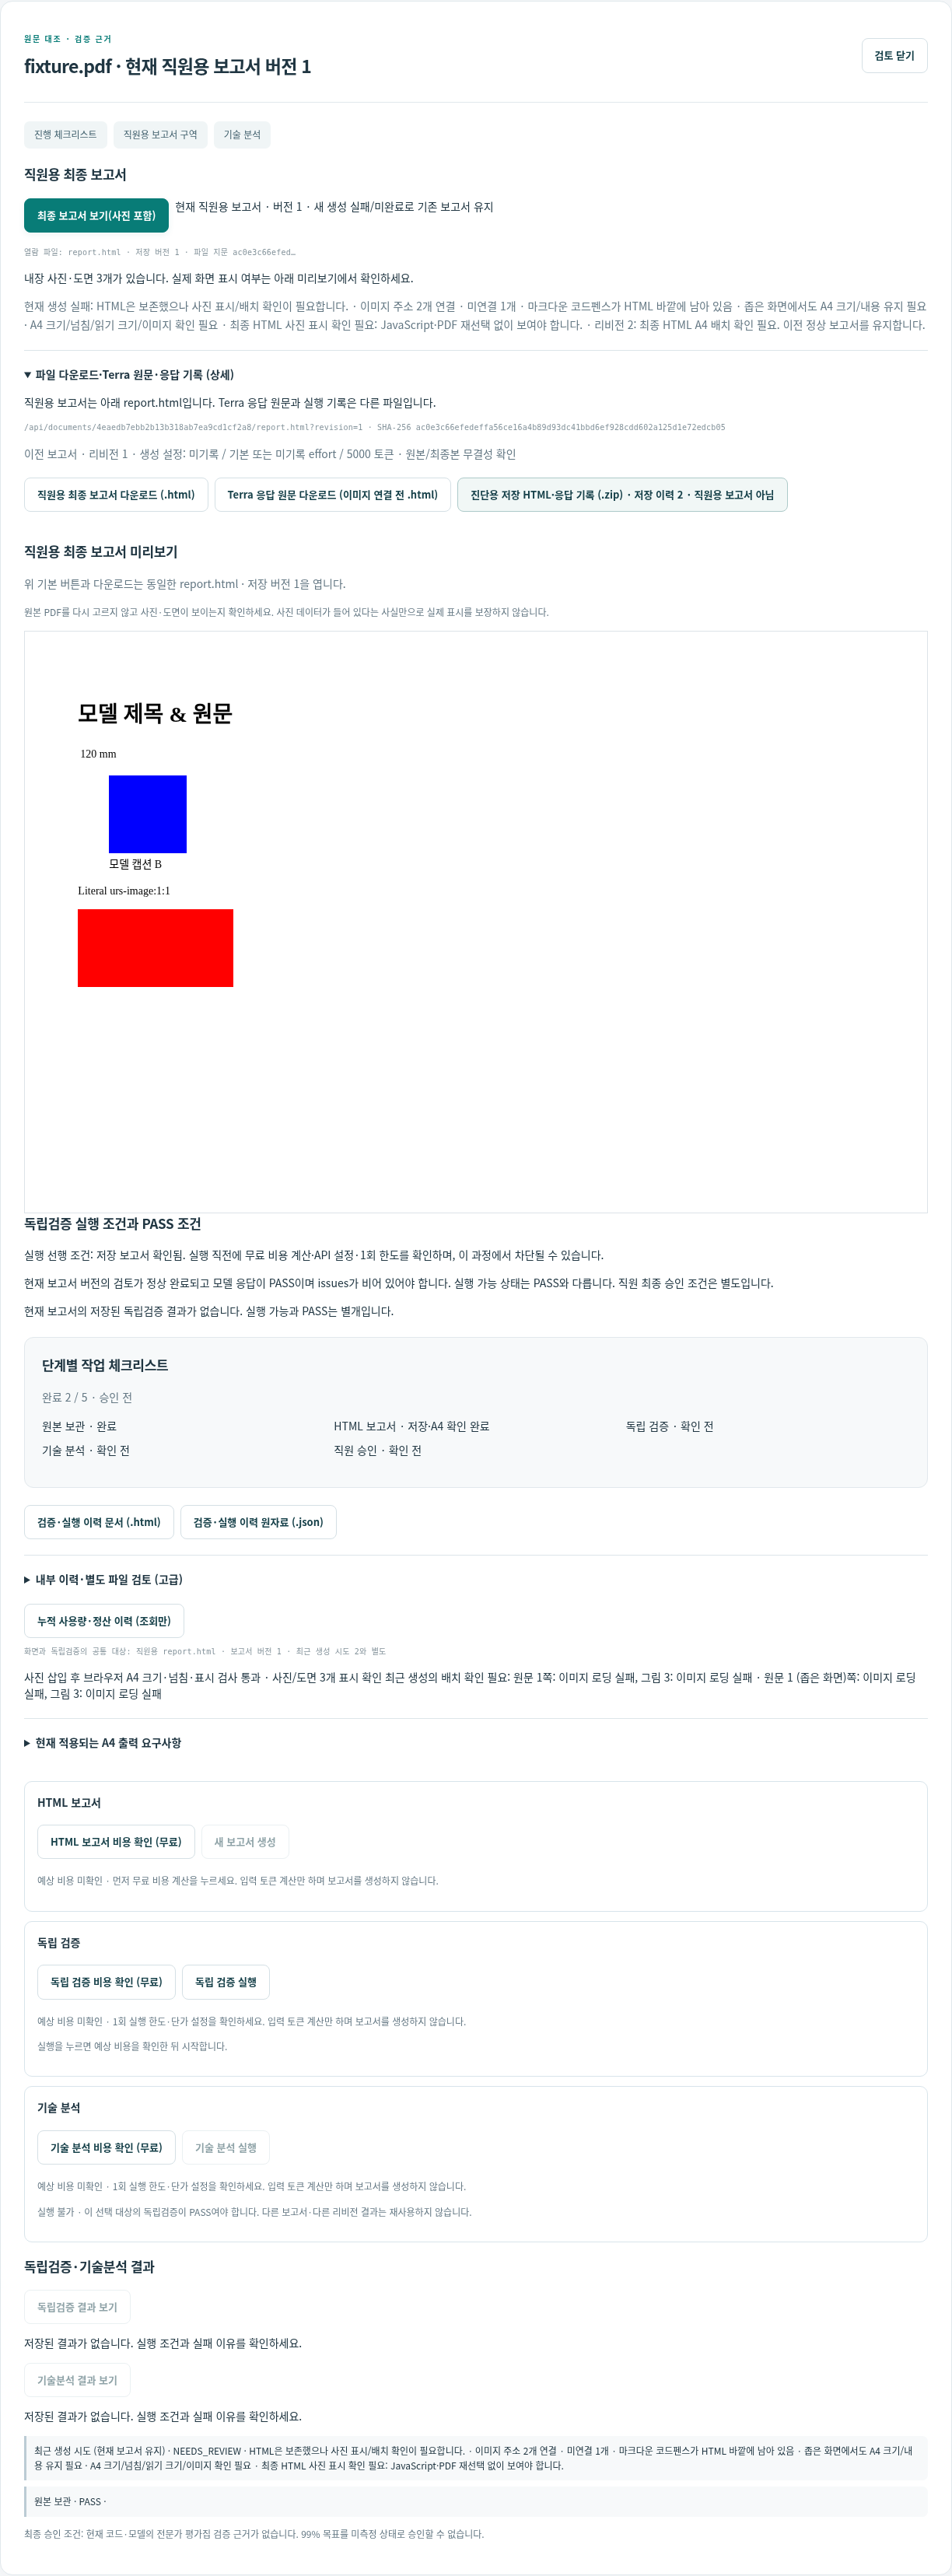 원문 대조 · 검증 근거
fixture.pdf · 현재 직원용 보고서 버전 1
검토 닫기
진행 체크리스트
직원용 보고서 구역
기술 분석
직원용 최종 보고서
최종 보고서 보기(사진 포함)
현재 직원용 보고서 · 버전 1 · 새 생성 실패/미완료로 기존 보고서 유지
열람 파일: report.html · 저장 버전 1 · 파일 지문 ac0e3c66efed…
내장 사진·도면 3개가 있습니다. 실제 화면 표시 여부는 아래 미리보기에서 확인하세요.
현재 생성 실패: HTML은 보존했으나 사진 표시/배치 확인이 필요합니다. · 이미지 주소 2개 연결 · 미연결 1개 · 마크다운 코드펜스가 HTML 바깥에 남아 있음 · 좁은 화면에서도 A4 크기/내용 유지 필요
· A4 크기/넘침/읽기 크기/이미지 확인 필요 · 최종 HTML 사진 표시 확인 필요: JavaScript·PDF 재선택 없이 보여야 합니다. · 리비전 2: 최종 HTML A4 배치 확인 필요. 이전 정상 보고서를 유지합니다.
▼ 파일 다운로드·Terra 원문·응답 기록 (상세)
직원용 보고서는 아래 report.html입니다. Terra 응답 원문과 실행 기록은 다른 파일입니다.
/api/documents/4eaedb7ebb2b13b318ab7ea9cd1cf2a8/report.html?revision=1 · SHA-256 ac0e3c66efedeffa56ce16a4b89d93dc41bbd6ef928cdd602a125d1e72edcb05
이전 보고서 · 리비전 1 · 생성 설정: 미기록 / 기본 또는 미기록 effort / 5000 토큰 · 원본/최종본 무결성 확인
직원용 최종 보고서 다운로드 (.html)
Terra 응답 원문 다운로드 (이미지 연결 전 .html)
진단용 저장 HTML·응답 기록 (.zip) · 저장 이력 2 · 직원용 보고서 아님
직원용 최종 보고서 미리보기
위 기본 버튼과 다운로드는 동일한 report.html · 저장 버전 1을 엽니다.
원본 PDF를 다시 고르지 않고 사진·도면이 보이는지 확인하세요. 사진 데이터가 들어 있다는 사실만으로 실제 표시를 보장하지 않습니다.
모델 제목 & 원문
120 mm
모델 캡션 B
Literal urs-image:1:1
독립검증 실행 조건과 PASS 조건
실행 선행 조건: 저장 보고서 확인됨. 실행 직전에 무료 비용 계산·API 설정·1회 한도를 확인하며, 이 과정에서 차단될 수 있습니다.
현재 보고서 버전의 검토가 정상 완료되고 모델 응답이 PASS이며 issues가 비어 있어야 합니다. 실행 가능 상태는 PASS와 다릅니다. 직원 최종 승인 조건은 별도입니다.
현재 보고서의 저장된 독립검증 결과가 없습니다. 실행 가능과 PASS는 별개입니다.
단계별 작업 체크리스트
완료 2 / 5 · 승인 전
원본 보관 · 완료
HTML 보고서 · 저장·A4 확인 완료
독립 검증 · 확인 전
기술 분석 · 확인 전
직원 승인 · 확인 전
검증·실행 이력 문서 (.html)
검증·실행 이력 원자료 (.json)
▶ 내부 이력·별도 파일 검토 (고급)
누적 사용량·정산 이력 (조회만)
화면과 독립검증의 공통 대상: 직원용 report.html · 보고서 버전 1 · 최근 생성 시도 2와 별도
사진 삽입 후 브라우저 A4 크기·넘침·표시 검사 통과 · 사진/도면 3개 표시 확인 최근 생성의 배치 확인 필요: 원문 1쪽: 이미지 로딩 실패, 그림 3: 이미지 로딩 실패 · 원문 1 (좁은 화면)쪽: 이미지 로딩
실패, 그림 3: 이미지 로딩 실패
▶ 현재 적용되는 A4 출력 요구사항
HTML 보고서
HTML 보고서 비용 확인 (무료)
새 보고서 생성
예상 비용 미확인 · 먼저 무료 비용 계산을 누르세요. 입력 토큰 계산만 하며 보고서를 생성하지 않습니다.
독립 검증
독립 검증 비용 확인 (무료)
독립 검증 실행
예상 비용 미확인 · 1회 실행 한도·단가 설정을 확인하세요. 입력 토큰 계산만 하며 보고서를 생성하지 않습니다.
실행을 누르면 예상 비용을 확인한 뒤 시작합니다.
기술 분석
기술 분석 비용 확인 (무료)
기술 분석 실행
예상 비용 미확인 · 1회 실행 한도·단가 설정을 확인하세요. 입력 토큰 계산만 하며 보고서를 생성하지 않습니다.
실행 불가 · 이 선택 대상의 독립검증이 PASS여야 합니다. 다른 보고서·다른 리비전 결과는 재사용하지 않습니다.
독립검증·기술분석 결과
독립검증 결과 보기
저장된 결과가 없습니다. 실행 조건과 실패 이유를 확인하세요.
기술분석 결과 보기
저장된 결과가 없습니다. 실행 조건과 실패 이유를 확인하세요.
최근 생성 시도 (현재 보고서 유지) · NEEDS_REVIEW · HTML은 보존했으나 사진 표시/배치 확인이 필요합니다. · 이미지 주소 2개 연결 · 미연결 1개 · 마크다운 코드펜스가 HTML 바깥에 남아 있음 · 좁은 화면에서도 A4 크기/내
용 유지 필요 · A4 크기/넘침/읽기 크기/이미지 확인 필요 · 최종 HTML 사진 표시 확인 필요: JavaScript·PDF 재선택 없이 보여야 합니다.
원본 보관 · PASS ·
최종 승인 조건: 현재 코드·모델의 전문가 평가집 검증 근거가 없습니다. 99% 목표를 미측정 상태로 승인할 수 없습니다.